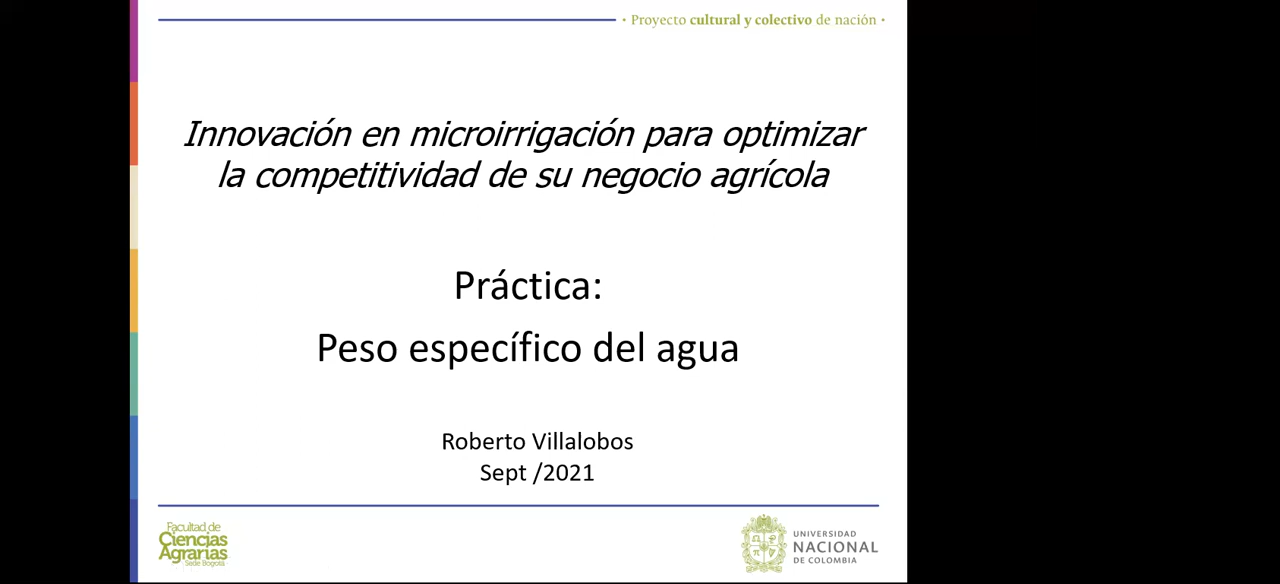 • Proyecto cultural y colectivo de nación •
Innovación en microirrigación para optimizar
la competitividad de su negocio agrícola
Práctica:
Peso específico del agua
Roberto Villalobos
Sept /2021
Facultad de
Ciencias
Agrarias
Sede Bogotá
UNIVERSIDAD
NACIONAL
DE COLOMBIA